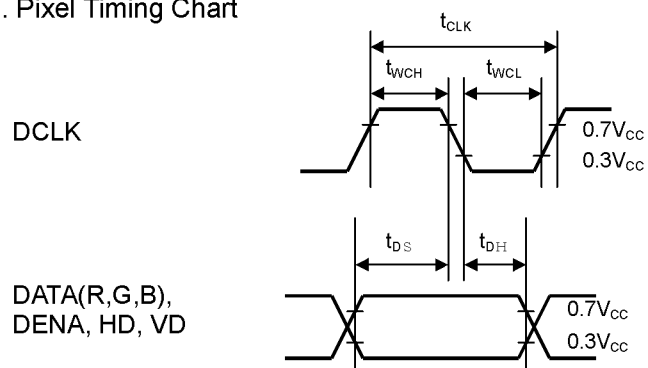 . Pixel Timing Chart
tCLK
tWCH
tWCL
DCLK
0.7VCC
0.3VCC
tDS
tDH
DATA(R,G,B),
DENA, HD, VD
0.7VCC
0.3VCC